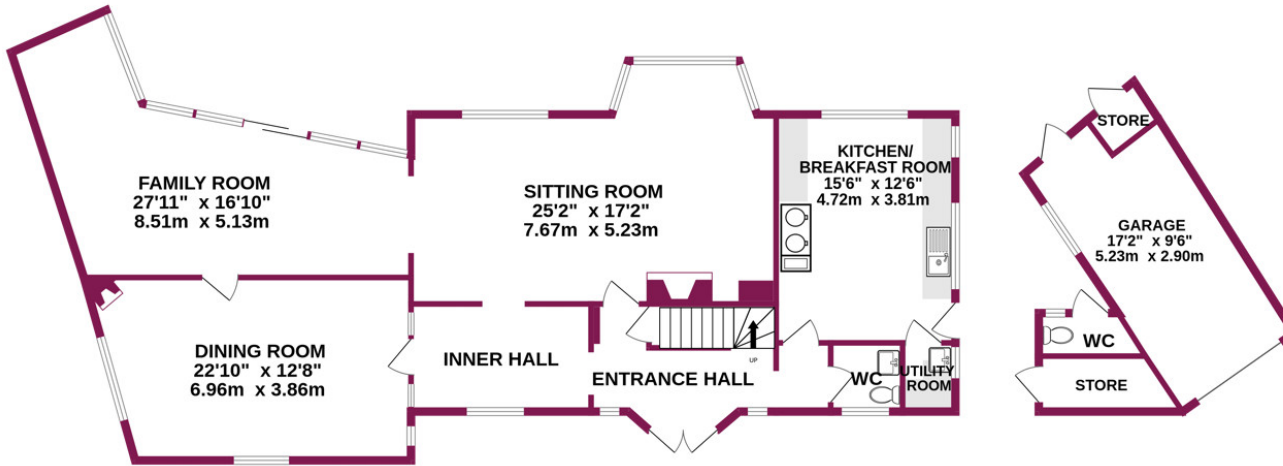 FAMILY ROOM
27'11" x 16'10"
8.51m x 5.13m
SITTING ROOM
25'2" x 17'2"
7.67m x 5.23m
KITCHEN/
BREAKFAST ROOM
15'6" x 12'6"
4.72m x 3.81m
STORE
GARAGE
17'2" x 9'6"
5.23m x 2.90m
DINING ROOM
22'10" x 12'8"
6.96m x 3.86m
INNER HALL
UP
ENTRANCE HALL
WC
UTILITY
ROOM
WC
STORE